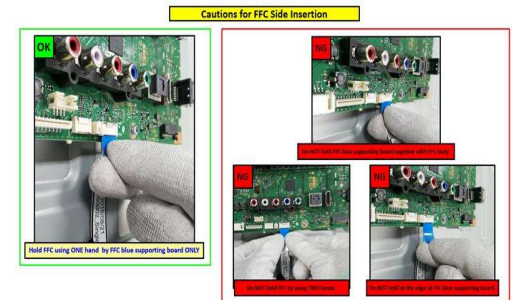 Cautions for FFC Side Insertion
OK
Hold FFC using ONE hand by FFC blue supporting board ONLY
NG
Do NOT hold FFC blue supporting board together with FFC body.
NG
Do NOT hold FFC by using TWO hands.
NG
Do NOT hold at the edge of FFC blue supporting board.